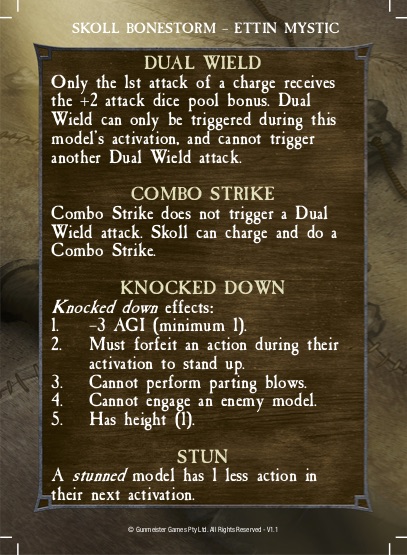 SKOLL BONESTORM - ETTIN MYSTIC
DUAL WIELD
Only the 1st attack of a charge receives
the +2 attack dice pool bonus. Dual
Wield can only be triggered during this
model's activation, and cannot trigger
another Dual Wield attack.
COMBO STRIKE
Combo Strike does not trigger a Dual
Wield attack. Skoll can charge and do a
Combo Strike.
KNOCKED DOWN
Knocked down effects:
1. -3 AGI (minimum 1).
2. Must forfeit an action during their
activation to stand up.
3. Cannot perform parting blows.
4. Cannot engage an enemy model.
5. Has height (1).
STUN
A stunned model has 1 less action in
their next activation.
© Gunmeister Games Pty Ltd. All Rights Reserved - V1.1